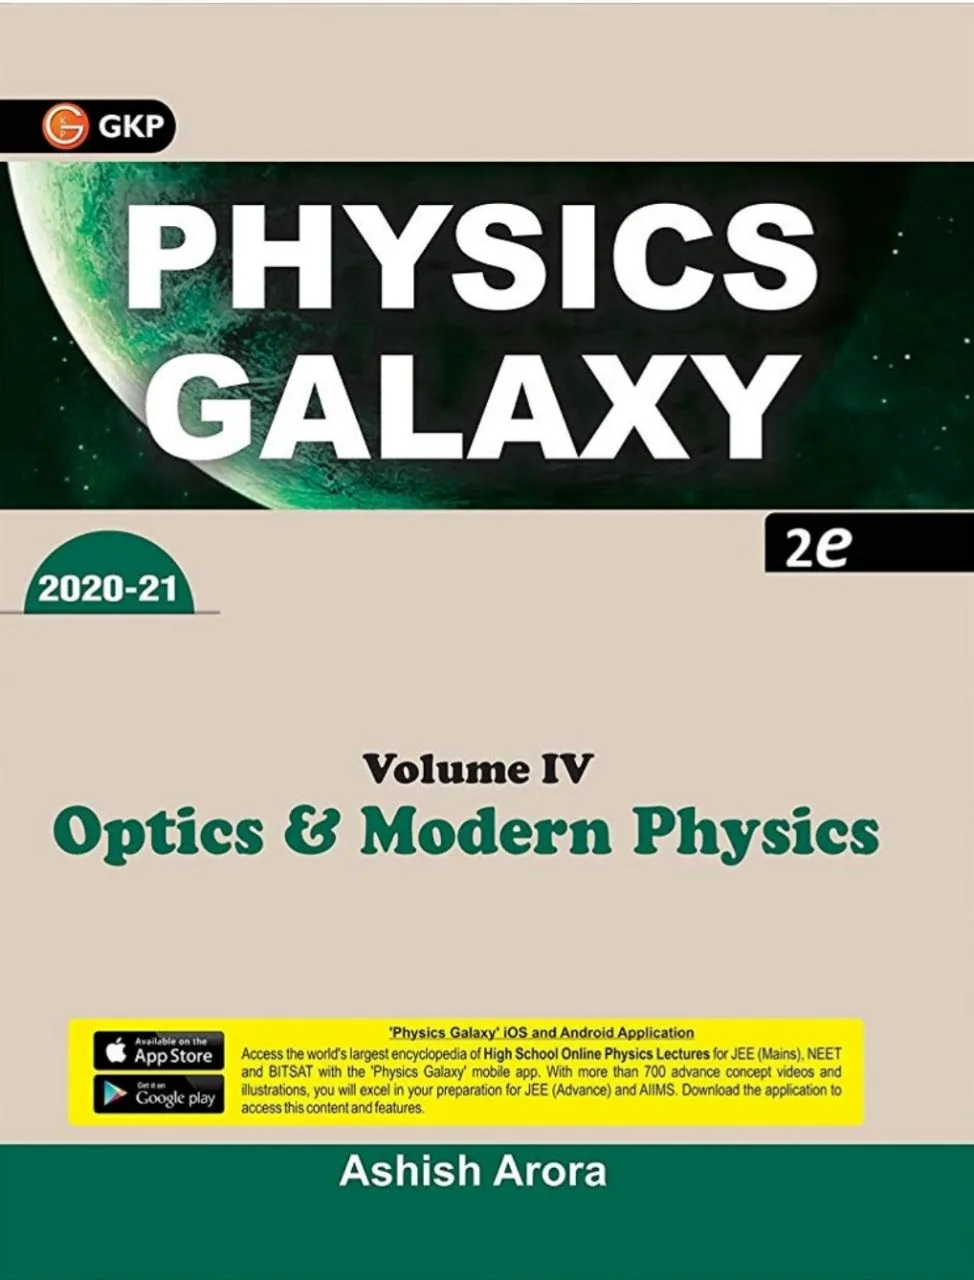 GKP
PHYSICS
GALAXY
2e
2020-21
Volume IV
Optics & Modern Physics
Available on the
App Store
Get it on
Google play
'Physics Galaxy' iOS and Android Application
Access the world's largest encyclopedia of High School Online Physics Lectures for JEE (Mains), NEET
and BITSAT with the 'Physics Galaxy' mobile app. With more than 700 advance concept videos and
illustrations, you will excel in your preparation for JEE (Advance) and AIIMS. Download the application to
access this content and features.
Ashish Arora